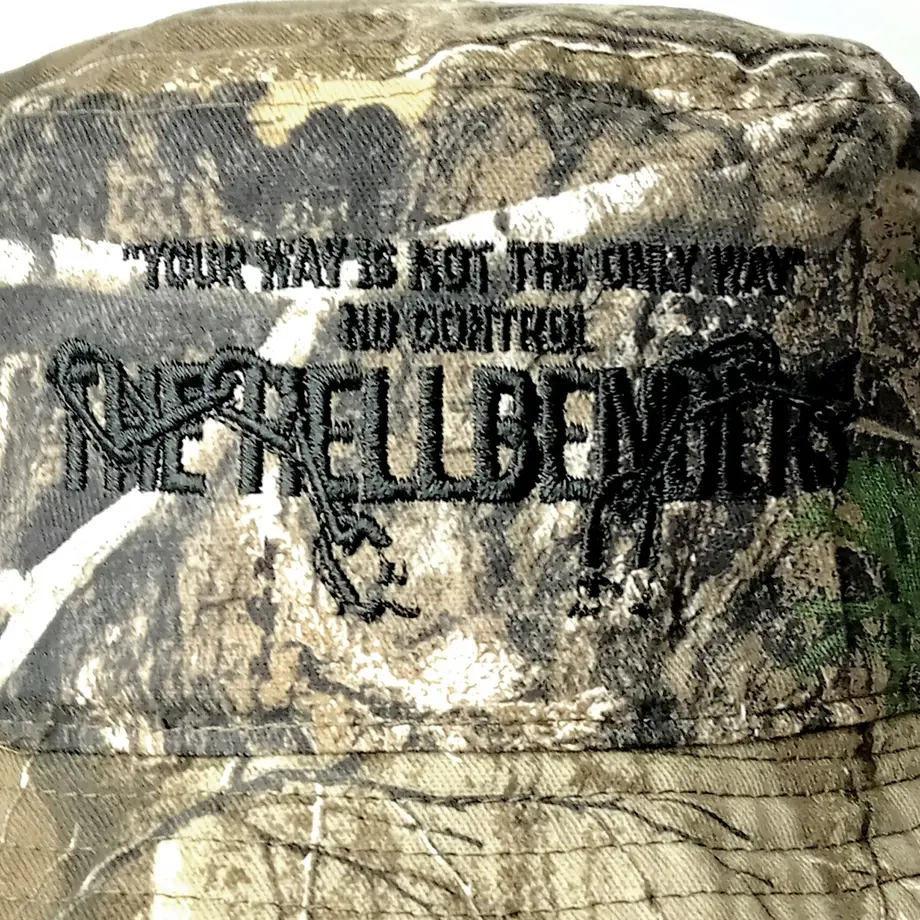 "YOUR WAY IS NOT THE ONLY WAY"
NO CONTROL
THE HELLBENDERS